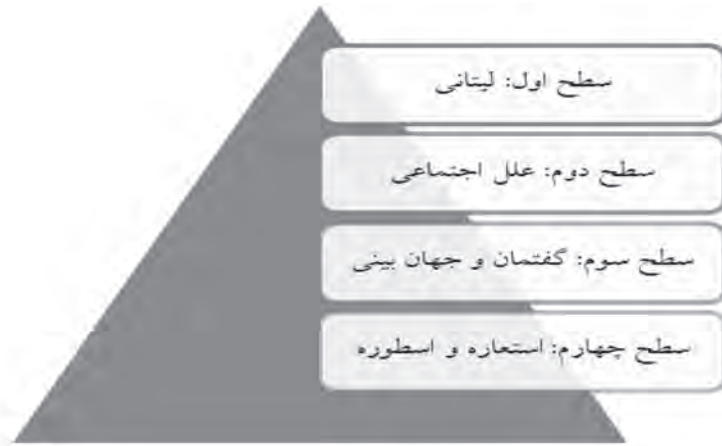 سطح اول: لیتانی
سطح دوم: علل اجتماعی
سطح سوم: گفتمان و جهان بینی
سطح چهارم: استعاره و اسطوره